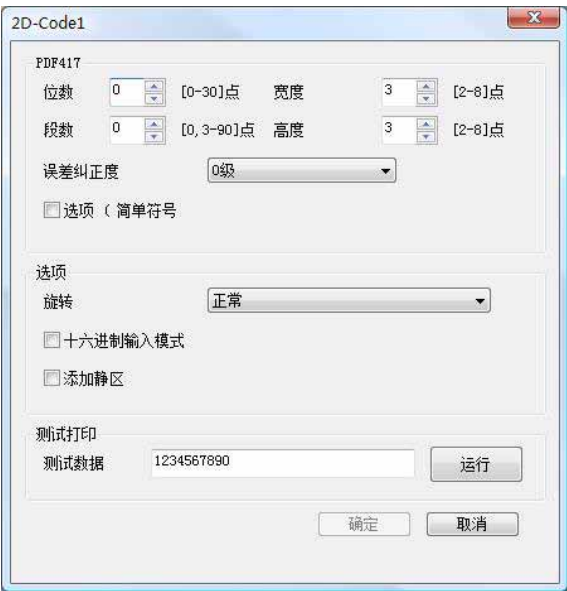 2D-Code1
PDF417
位数 0 [0-30]点 宽度 3 [2-8]点
段数 0 [0,3-90]点 高度 3 [2-8]点
误差纠正度 0级
选项（简单符号
选项
旋转 正常
十六进制输入模式
添加静区
测试打印
测试数据 1234567890 运行
确定 取消